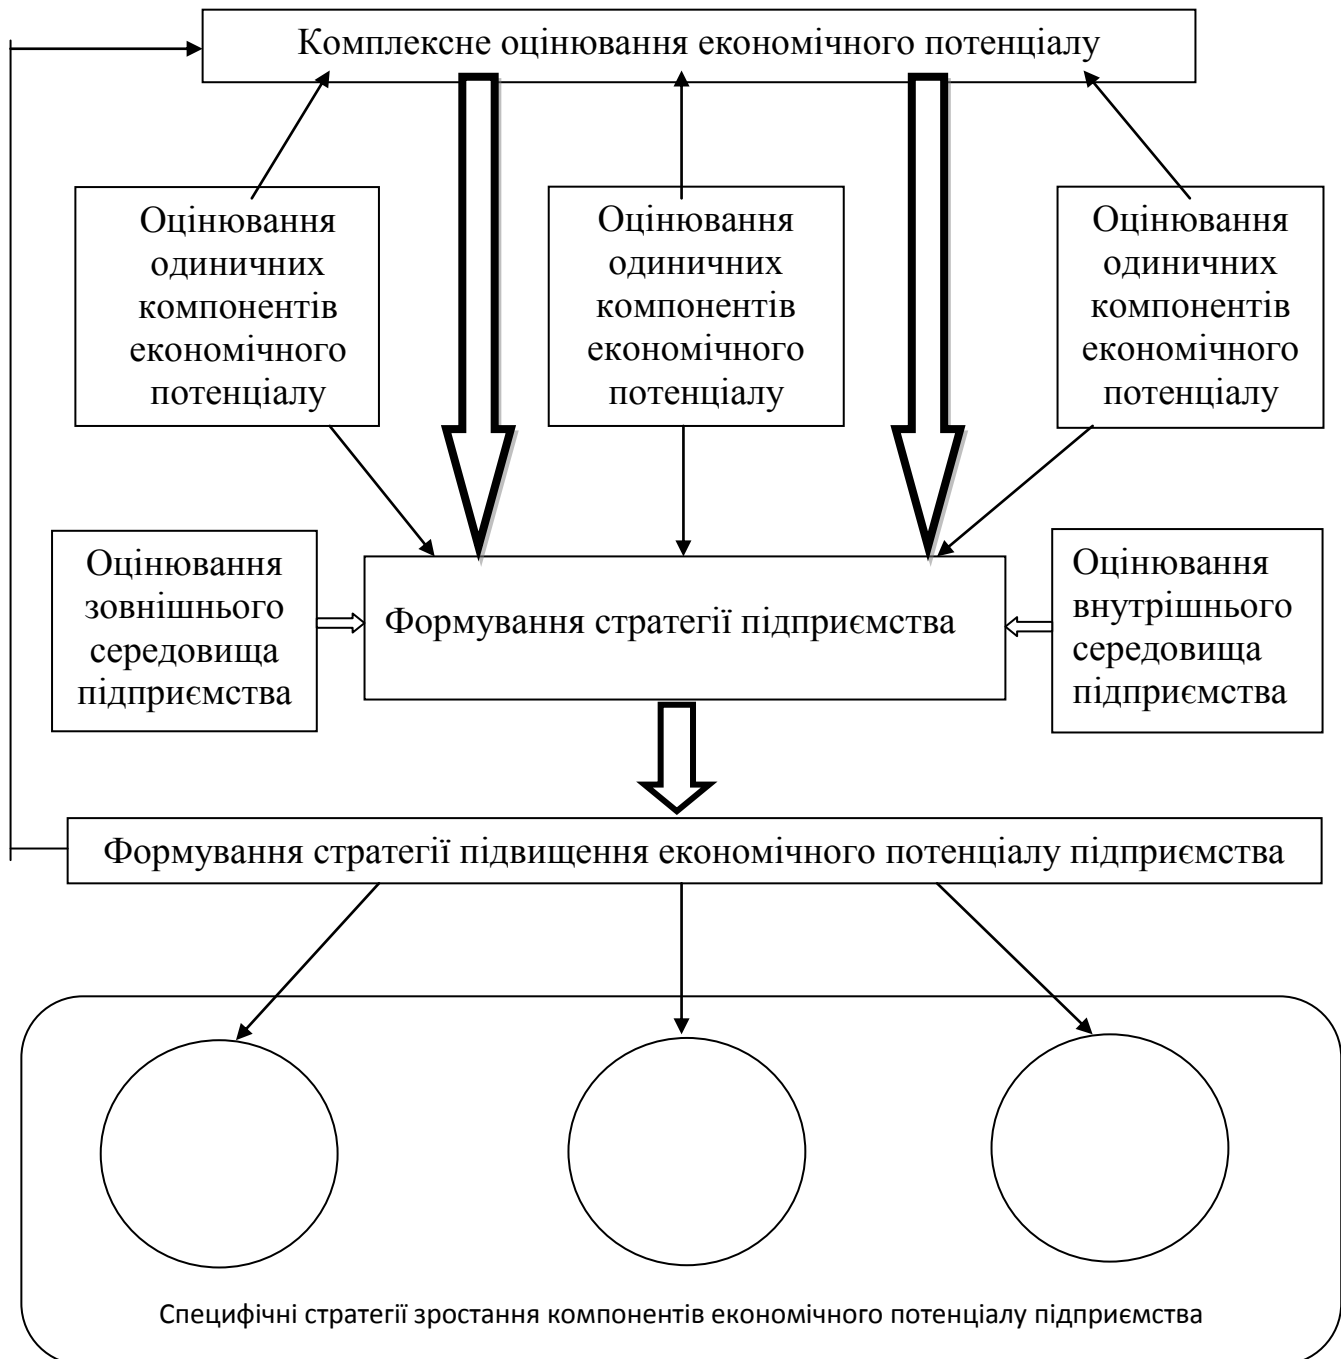 Комплексне оцінювання економічного потенціалу
Оцінювання
одиничних
компонентів
економічного
потенціалу
Оцінювання
одиничних
компонентів
економічного
потенціалу
Оцінювання
одиничних
компонентів
економічного
потенціалу
Оцінювання
зовнішнього
середовища
підприємства
Формування стратегії підприємства
Оцінювання
внутрішнього
середовища
підприємства
Формування стратегії підвищення економічного потенціалу підприємства
Специфічні стратегії зростання компонентів економічного потенціалу підприємства